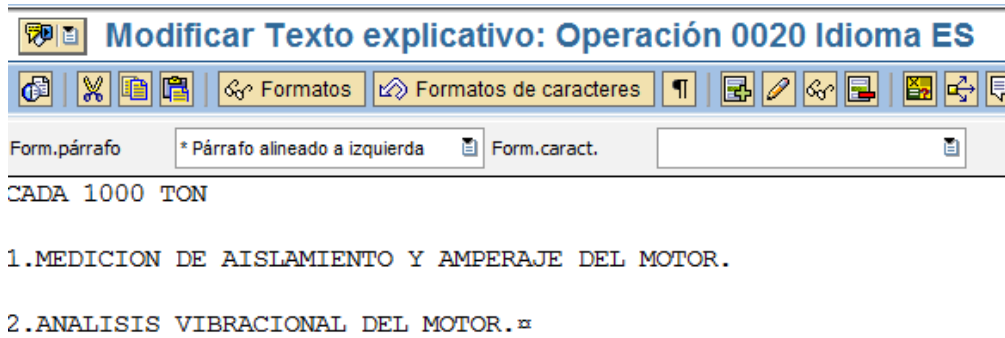 Modificar Texto explicativo: Operación 0020 Idioma ES
Formatos Formatos de caracteres ¶
Form.párrafo * Párrafo alineado a izquierda Form.caract.
CADA 1000 TON
1.MEDICION DE AISLAMIENTO Y AMPERAJE DEL MOTOR.
2.ANALISIS VIBRACIONAL DEL MOTOR.¤